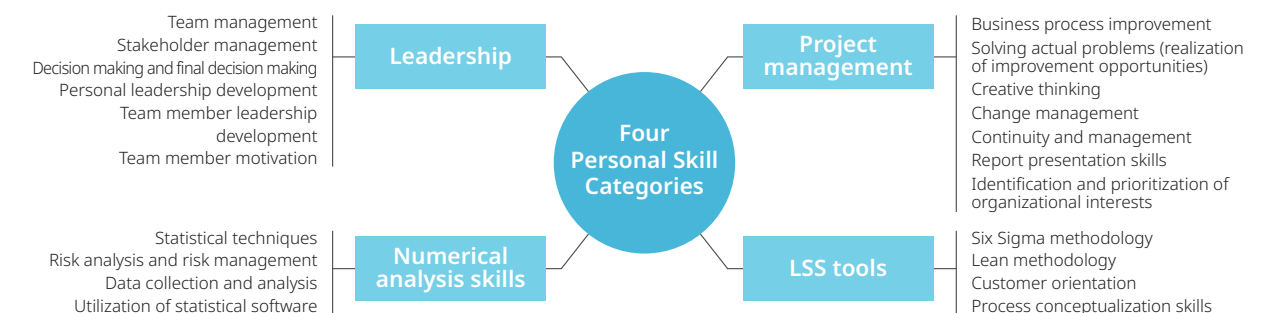 Team management
Stakeholder management
Decision making and final decision making
Personal leadership development
Team member leadership
development
Team member motivation
Leadership
Four
Personal Skill
Categories
Project
management
Business process improvement
Solving actual problems (realization
of improvement opportunities)
Creative thinking
Change management
Continuity and management
Report presentation skills
Identification and prioritization of
organizational interests
Statistical techniques
Risk analysis and risk management
Data collection and analysis
Utilization of statistical software
Numerical
analysis skills
LSS tools
Six Sigma methodology
Lean methodology
Customer orientation
Process conceptualization skills